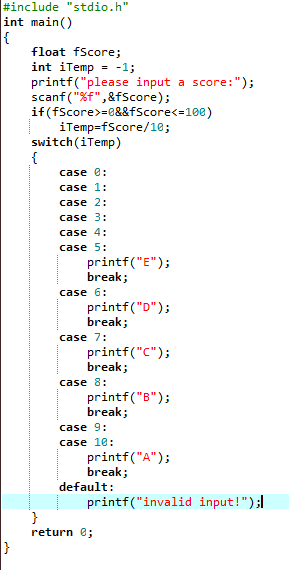 #include "stdio.h"
int main()
{
    float fScore;
    int iTemp = -1;
    printf("please input a score:");
    scanf("%f",&fScore);
    if(fScore>=0&&fScore<=100)
        iTemp=fScore/10;
    switch(iTemp)
    {
        case 0:
        case 1:
        case 2:
        case 3:
        case 4:
        case 5:
            printf("E");
            break;
        case 6:
            printf("D");
            break;
        case 7:
            printf("C");
            break;
        case 8:
            printf("B");
            break;
        case 9:
        case 10:
            printf("A");
            break;
        default:
            printf("invalid input!");
    }
    return 0;
}